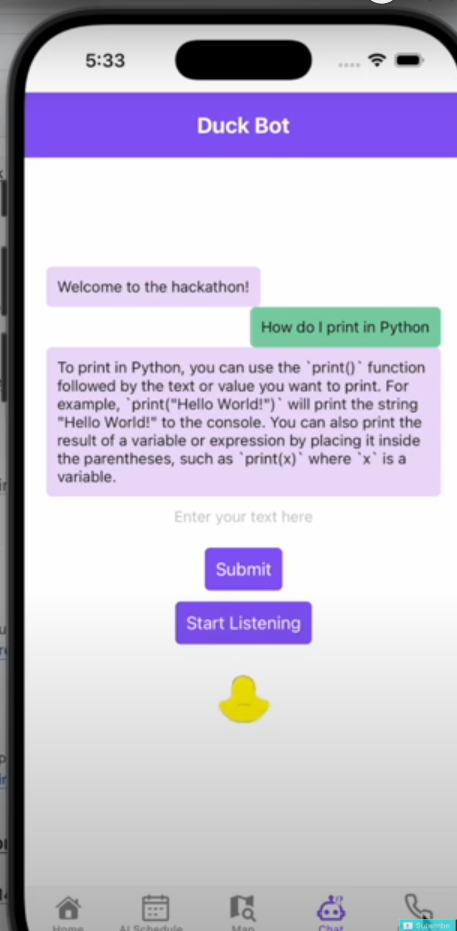 5:33
Duck Bot
Welcome to the hackathon!
How do I print in Python
To print in Python, you can use the `print()` function
followed by the text or value you want to print. For
example, `print("Hello World!")` will print the string
"Hello World!" to the console. You can also print the
result of a variable or expression by placing it inside
the parentheses, such as `print(x)` where `x` is a
variable.
Enter your text here
Submit
Start Listening
Home
AI Schedule
Map
Chat
Subscribe